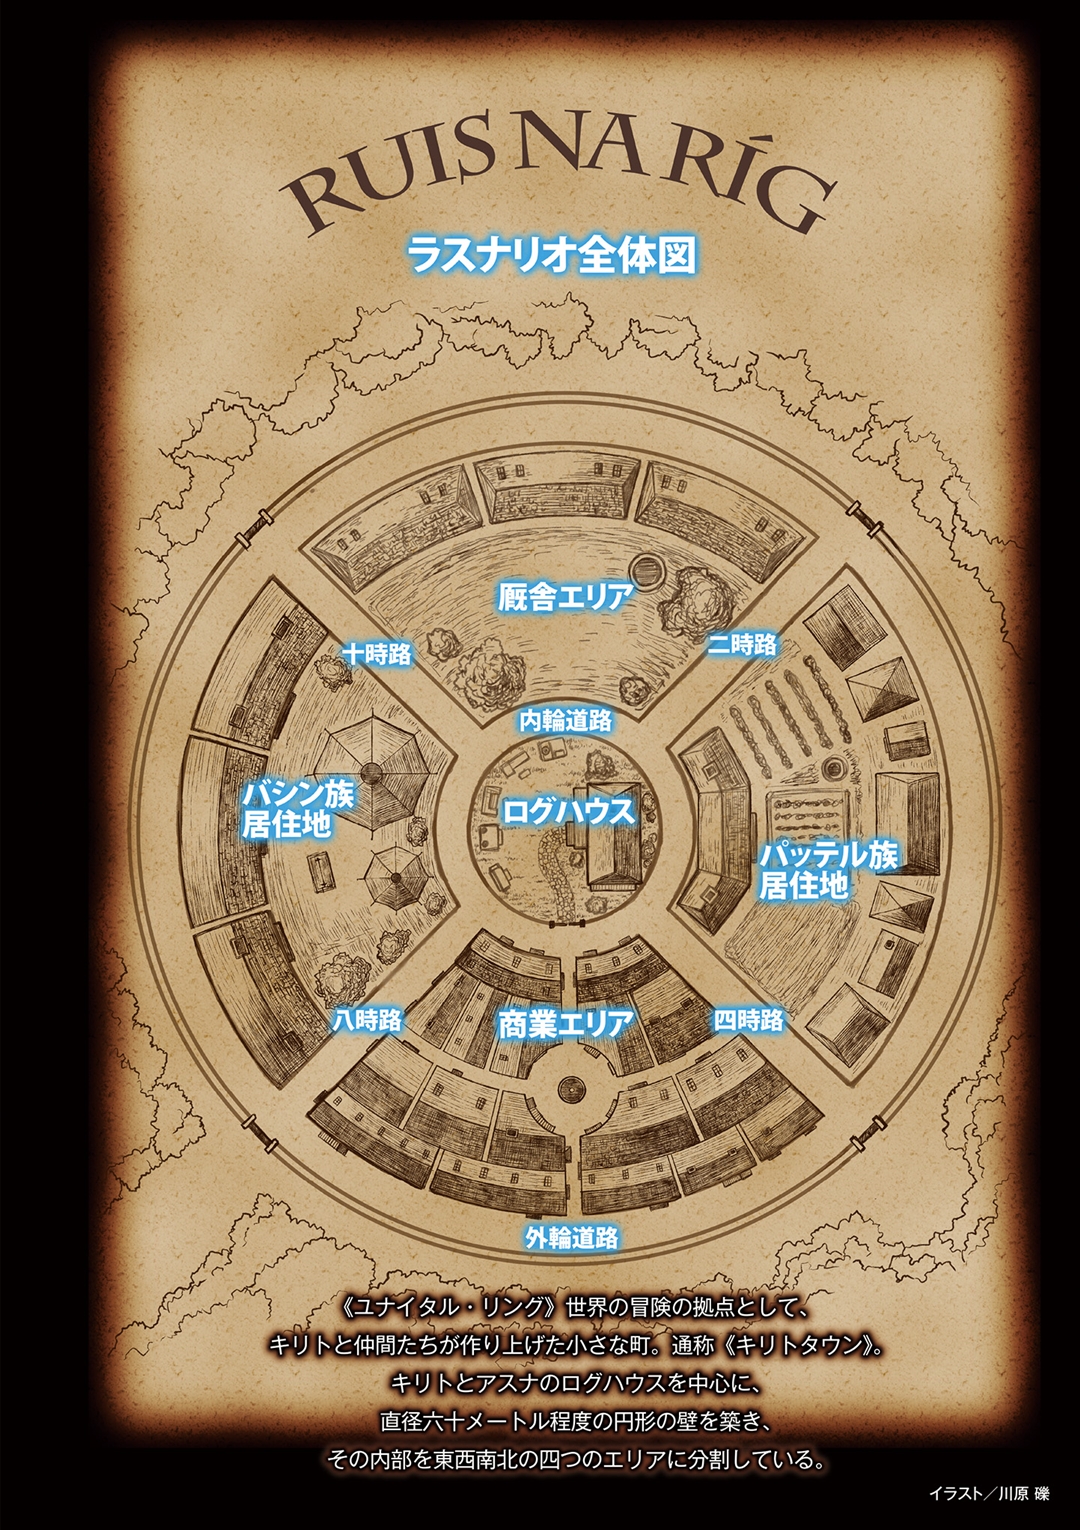 RUIS NA RÍG
ラスナリオ全体図
厩舎エリア
十時路
二時路
内輪道路
バシン族
居住地
ログハウス
パッテル族
居住地
八時路
商業エリア
四時路
外輪道路
《ユナイタル・リング》世界の冒険の拠点として、
キリトと仲間たちが作り上げた小さな町。通称《キリトタウン》。
キリトとアスナのログハウスを中心に、
直径六十メートル程度の円形の壁を築き、
その内部を東西南北の四つのエリアに分割している。
イラスト／川原 礫